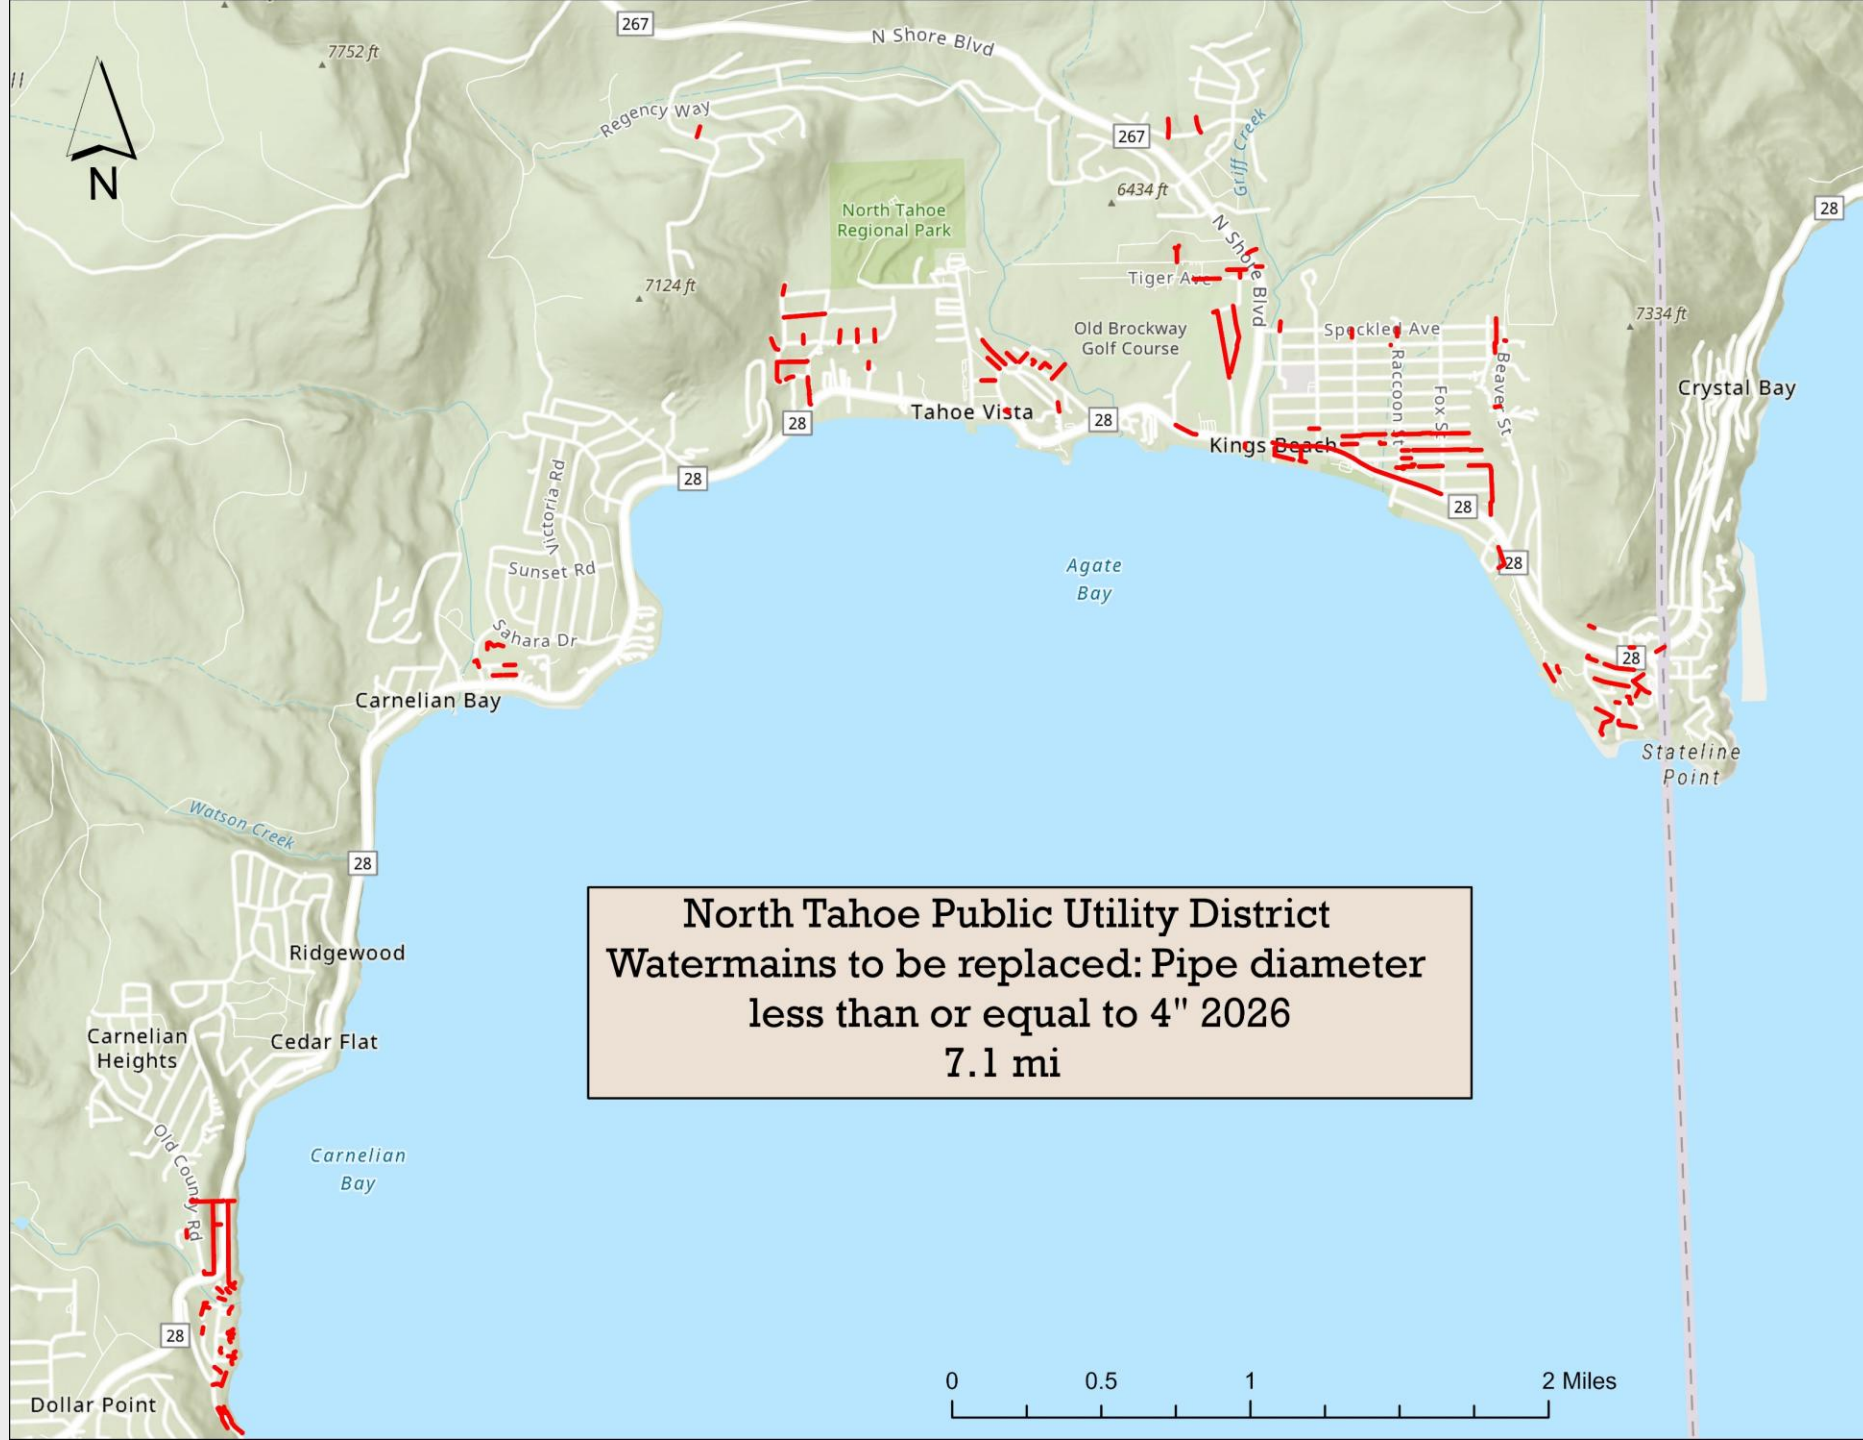 267
N Shore Blvd
7752 ft
ll
N
Regency Way
267
Griff Creek
6434 ft
North Tahoe
Regional Park
28
N Shore Blvd
Tiger Ave
7124 ft
7334 ft
Old Brockway
Golf Course
Speckled Ave
Raccoon St
Fox St
Beaver St
Crystal Bay
Tahoe Vista
28
28
Kings Beach
28
28
Victoria Rd
Sunset Rd
Agate
Bay
28
Sahara Dr
28
Carnelian Bay
Stateline
Point
Watson Creek
28
North Tahoe Public Utility District
Watermains to be replaced: Pipe diameter
less than or equal to 4" 2026
7.1 mi
Ridgewood
Carnelian
Heights
Cedar Flat
Old County Rd
Carnelian
Bay
28
Dollar Point
0 0.5 1 2 Miles